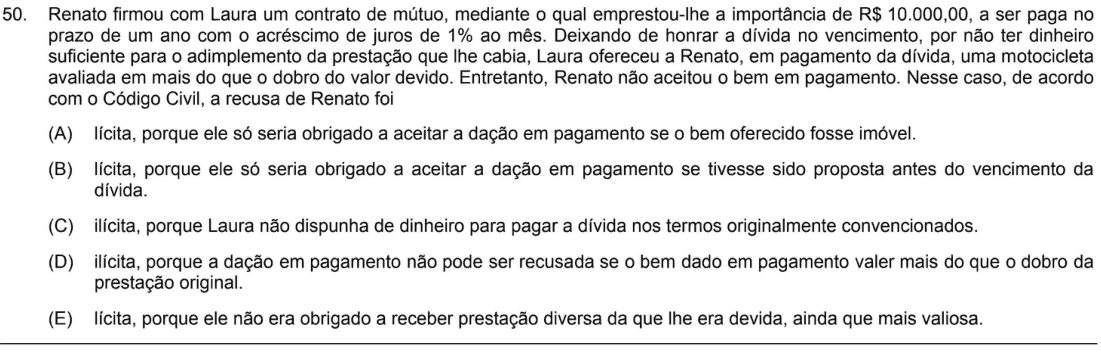 50. Renato firmou com Laura um contrato de mútuo, mediante o qual emprestou-lhe a importância de R$ 10.000,00, a ser paga no
prazo de um ano com o acréscimo de juros de 1% ao mês. Deixando de honrar a dívida no vencimento, por não ter dinheiro
suficiente para o adimplemento da prestação que lhe cabia, Laura ofereceu a Renato, em pagamento da dívida, uma motocicleta
avaliada em mais do que o dobro do valor devido. Entretanto, Renato não aceitou o bem em pagamento. Nesse caso, de acordo
com o Código Civil, a recusa de Renato foi
(A) lícita, porque ele só seria obrigado a aceitar a dação em pagamento se o bem oferecido fosse imóvel.
(B) lícita, porque ele só seria obrigado a aceitar a dação em pagamento se tivesse sido proposta antes do vencimento da
dívida.
(C) ilícita, porque Laura não dispunha de dinheiro para pagar a dívida nos termos originalmente convencionados.
(D) ilícita, porque a dação em pagamento não pode ser recusada se o bem dado em pagamento valer mais do que o dobro da
prestação original.
(E) lícita, porque ele não era obrigado a receber prestação diversa da que lhe era devida, ainda que mais valiosa.